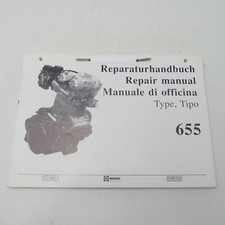 Reparaturhandbuch
Repair manual
Manuale di officina
Type, Tipo
655